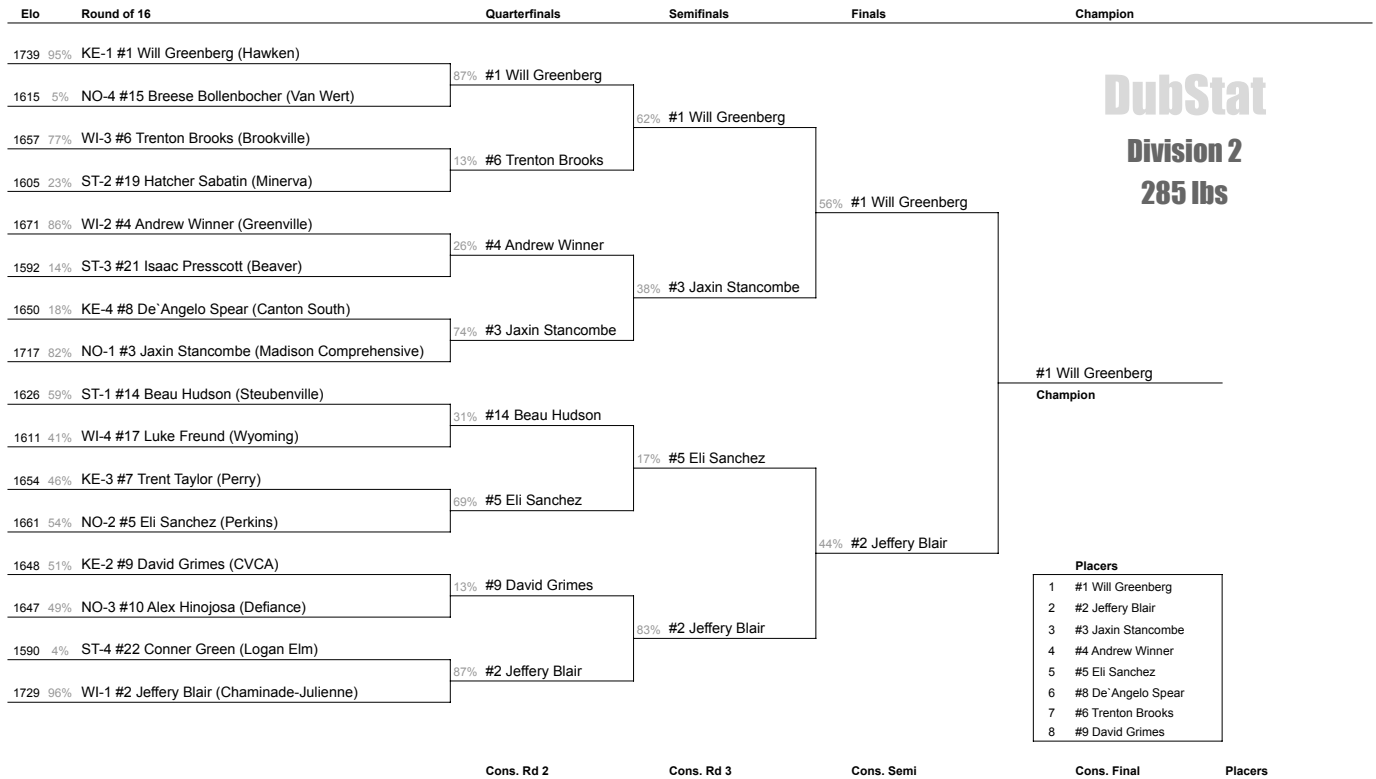 Elo Round of 16 Quarterfinals Semifinals Finals Champion
1739 95% KE-1 #1 Will Greenberg (Hawken)
87% #1 Will Greenberg
1615 5% NO-4 #15 Breese Bollenbocher (Van Wert)
62% #1 Will Greenberg
1657 77% WI-3 #6 Trenton Brooks (Brookville)
13% #6 Trenton Brooks
1605 23% ST-2 #19 Hatcher Sabatin (Minerva)
56% #1 Will Greenberg
1671 86% WI-2 #4 Andrew Winner (Greenville)
26% #4 Andrew Winner
1592 14% ST-3 #21 Isaac Presscott (Beaver)
38% #3 Jaxin Stancombe
1650 18% KE-4 #8 De`Angelo Spear (Canton South)
74% #3 Jaxin Stancombe
1717 82% NO-1 #3 Jaxin Stancombe (Madison Comprehensive)
#1 Will Greenberg
Champion
1626 59% ST-1 #14 Beau Hudson (Steubenville)
31% #14 Beau Hudson
1611 41% WI-4 #17 Luke Freund (Wyoming)
17% #5 Eli Sanchez
1654 46% KE-3 #7 Trent Taylor (Perry)
69% #5 Eli Sanchez
1661 54% NO-2 #5 Eli Sanchez (Perkins)
44% #2 Jeffery Blair
1648 51% KE-2 #9 David Grimes (CVCA)
13% #9 David Grimes
1647 49% NO-3 #10 Alex Hinojosa (Defiance)
83% #2 Jeffery Blair
1590 4% ST-4 #22 Conner Green (Logan Elm)
87% #2 Jeffery Blair
1729 96% WI-1 #2 Jeffery Blair (Chaminade-Julienne)
DubStat
Division 2
285 lbs
Placers
1 #1 Will Greenberg
2 #2 Jeffery Blair
3 #3 Jaxin Stancombe
4 #4 Andrew Winner
5 #5 Eli Sanchez
6 #8 De`Angelo Spear
7 #6 Trenton Brooks
8 #9 David Grimes
Cons. Rd 2 Cons. Rd 3 Cons. Semi Cons. Final Placers